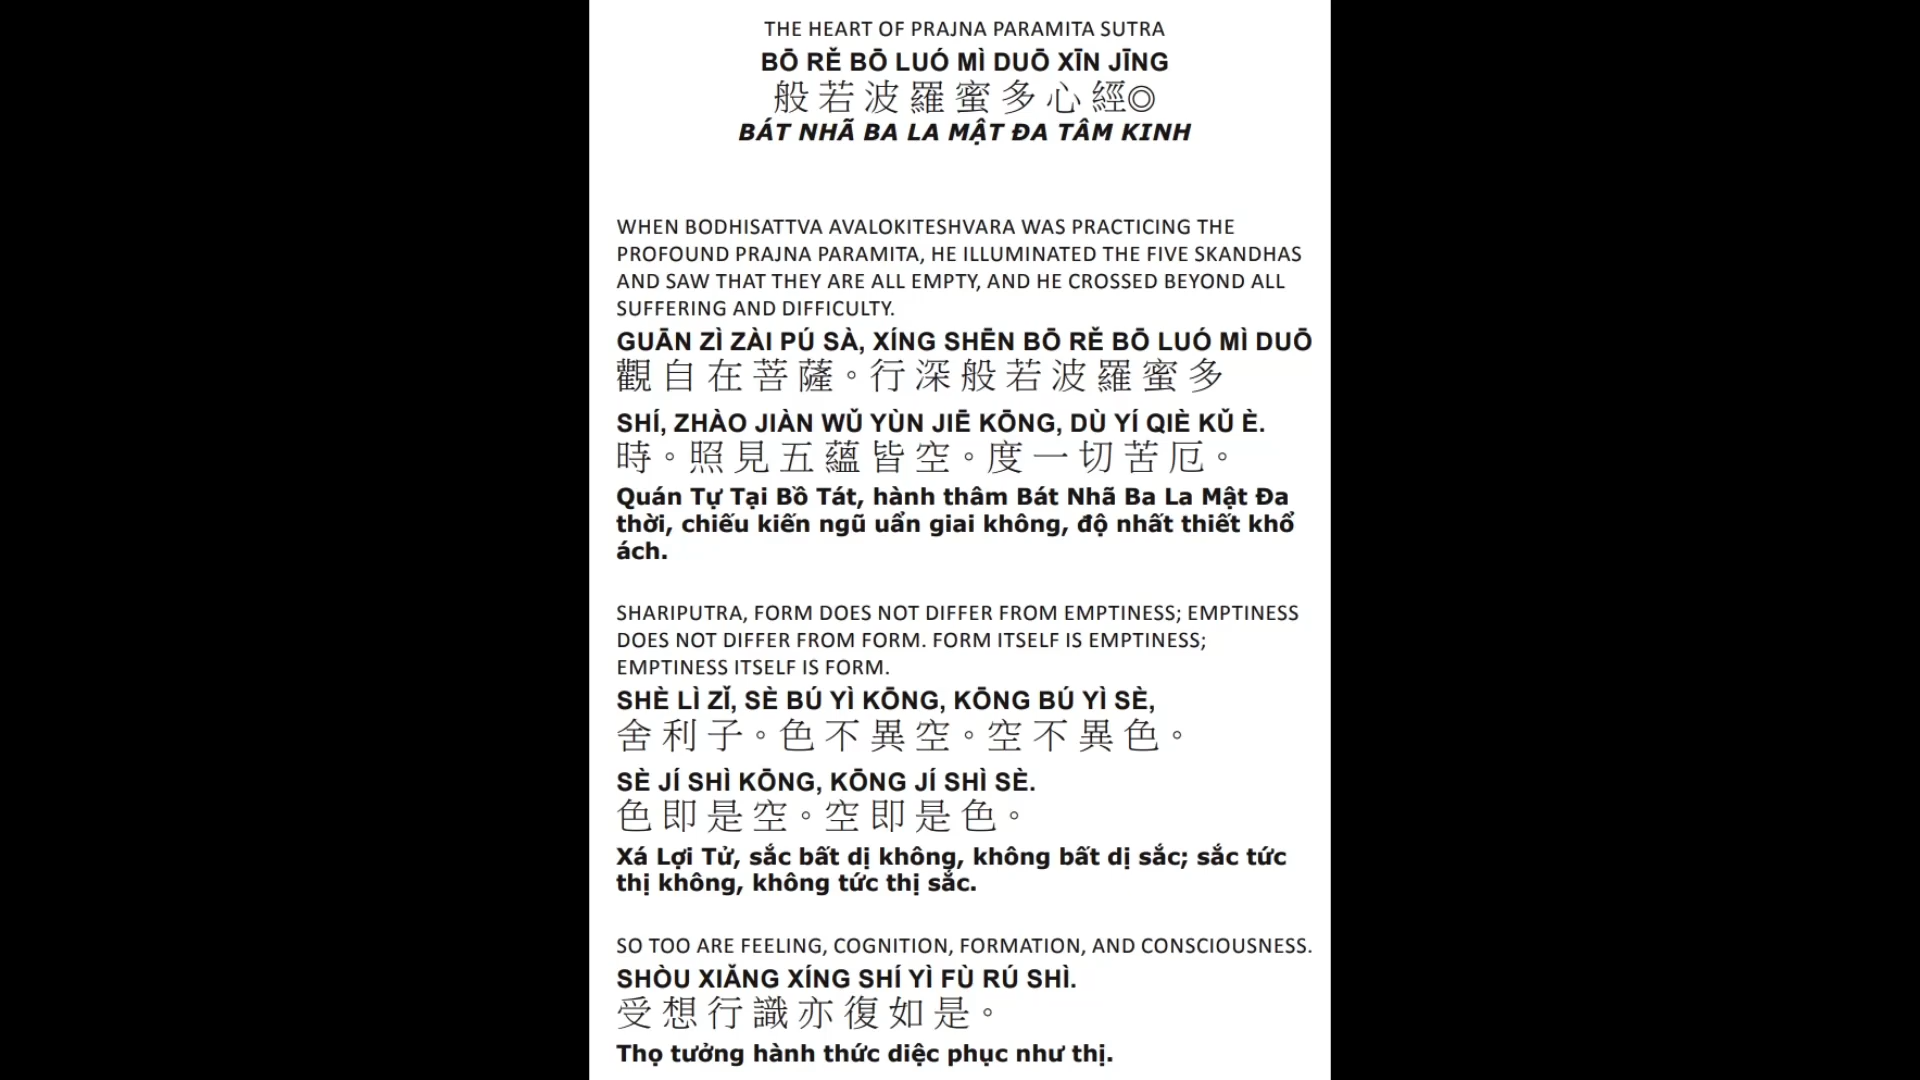 THE HEART OF PRAJNA PARAMITA SUTRA
BŌ RĚ BŌ LUÓ MÌ DUŌ XĪN JĪNG
般若波羅蜜多心經◎
BÁT NHÃ BA LA MẬT ĐA TÂM KINH
WHEN BODHISATTVA AVALOKITESHVARA WAS PRACTICING THE
PROFOUND PRAJNA PARAMITA, HE ILLUMINATED THE FIVE SKANDHAS
AND SAW THAT THEY ARE ALL EMPTY, AND HE CROSSED BEYOND ALL
SUFFERING AND DIFFICULTY.
GUĀN ZÌ ZÀI PÚ SÀ, XÍNG SHĒN BŌ RĚ BŌ LUÓ MÌ DUŌ
觀自在菩薩。行深般若波羅蜜多
SHÍ, ZHÀO JIÀN WǓ YÙN JIĒ KŌNG, DÙ YÍ QIÈ KǓ È.
時。照見五蘊皆空。度一切苦厄。
Quán Tự Tại Bồ Tát, hành thâm Bát Nhã Ba La Mật Đa
thời, chiếu kiến ngũ uẩn giai không, độ nhất thiết khổ
ách.
SHARIPUTRA, FORM DOES NOT DIFFER FROM EMPTINESS; EMPTINESS
DOES NOT DIFFER FROM FORM. FORM ITSELF IS EMPTINESS;
EMPTINESS ITSELF IS FORM.
SHÈ LÌ ZǏ, SÈ BÚ YÌ KŌNG, KŌNG BÚ YÌ SÈ,
舍利子。色不異空。空不異色。
SÈ JÍ SHÌ KŌNG, KŌNG JÍ SHÌ SÈ.
色即是空。空即是色。
Xá Lợi Tử, sắc bất dị không, không bất dị sắc; sắc tức
thị không, không tức thị sắc.
SO TOO ARE FEELING, COGNITION, FORMATION, AND CONSCIOUSNESS.
SHÒU XIǍNG XÍNG SHÍ YÌ FÙ RÚ SHÌ.
受想行識亦復如是。
Thọ tưởng hành thức diệc phục như thị.